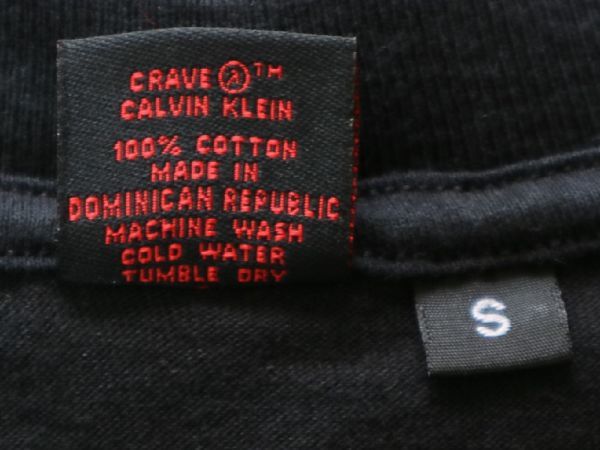 CRAVE ™
CALVIN KLEIN
100% COTTON
MADE IN
DOMINICAN REPUBLIC
MACHINE WASH
COLD WATER
TUMBLE DRY
S